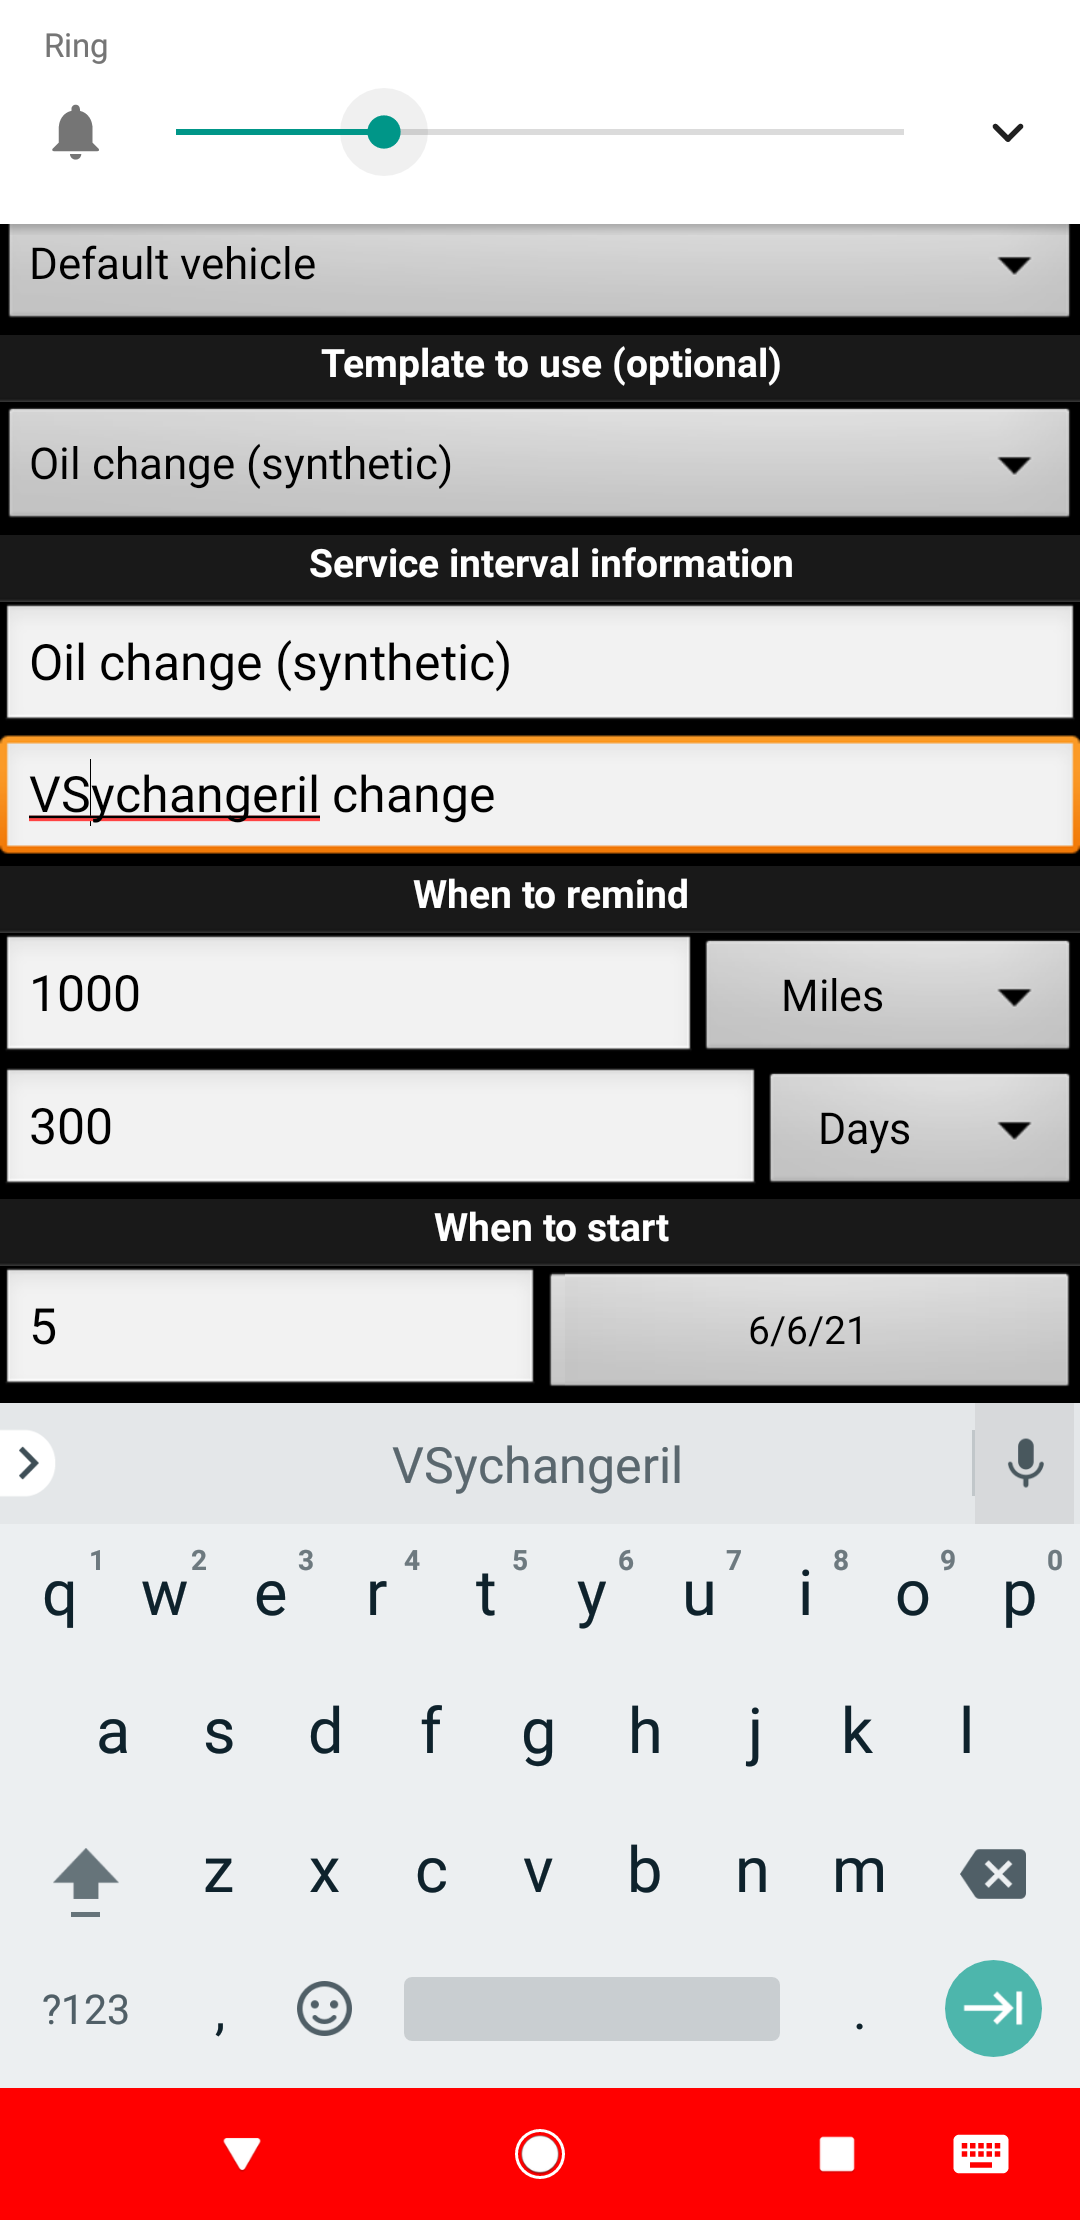 Ring
Default vehicle
Template to use (optional)
Oil change (synthetic)
Service interval information
Oil change (synthetic)
VSychangeril change
When to remind
1000 Miles
300 Days
When to start
5 6/6/21
VSychangeril
1 2 3 4 5 6 7 8 9 0
q w e r t y u i o p
a s d f g h j k l
z x c v b n m
?123 , .